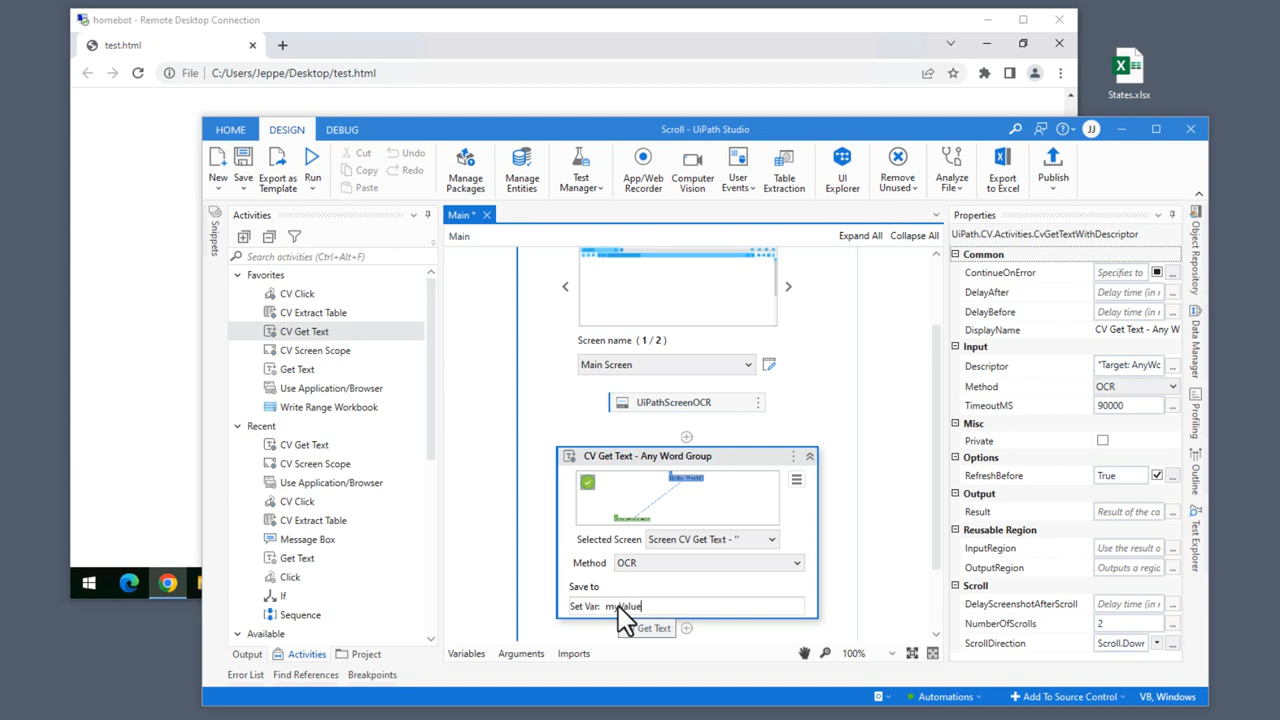 homebot - Remote Desktop Connection
test.html
File
C:/Users/Jeppe/Desktop/test.html
States.xlsx
HOME
DESIGN
DEBUG
Scroll - UiPath Studio
JJ
New
Save
Export as Template
Run
Cut
Copy
Paste
Undo
Redo
Manage Packages
Manage Entities
Test Manager
App/Web Recorder
Computer Vision
User Events
Table Extraction
UI Explorer
Remove Unused
Analyze File
Export to Excel
Publish
Snippets
Activities
Search activities (Ctrl+Alt+F)
Favorites
CV Click
CV Extract Table
CV Get Text
CV Screen Scope
Get Text
Use Application/Browser
Write Range Workbook
Recent
CV Get Text
CV Screen Scope
Use Application/Browser
CV Click
CV Extract Table
Message Box
Get Text
Click
If
Sequence
Available
Output
Activities
Project
Main *
Main
Expand All
Collapse All
Screen name ( 1 / 2 )
Main Screen
UiPathScreenOCR
CV Get Text - Any Word Group
Hello, World!
Selected Screen
Screen CV Get Text - ''
Method
OCR
Save to
Set Var: myValue
Get Text
Variables
Arguments
Imports
100%
Properties
UiPath.CV.Activities.CvGetTextWithDescriptor
Common
ContinueOnError
Specifies to
DelayAfter
Delay time (in r
DelayBefore
Delay time (in r
DisplayName
CV Get Text - Any W
Input
Descriptor
"Target: AnyWo
Method
OCR
TimeoutMS
90000
Misc
Private
Options
RefreshBefore
True
Output
Result
Result of the ca
Reusable Region
InputRegion
Use the result o
OutputRegion
Outputs a regio
Scroll
DelayScreenshotAfterScroll
Delay time (in r
NumberOfScrolls
2
ScrollDirection
Scroll.Dowr
Object Repository
Data Manager
Profiling
Outline
Test Explorer
Error List
Find References
Breakpoints
Automations
Add To Source Control
VB, Windows